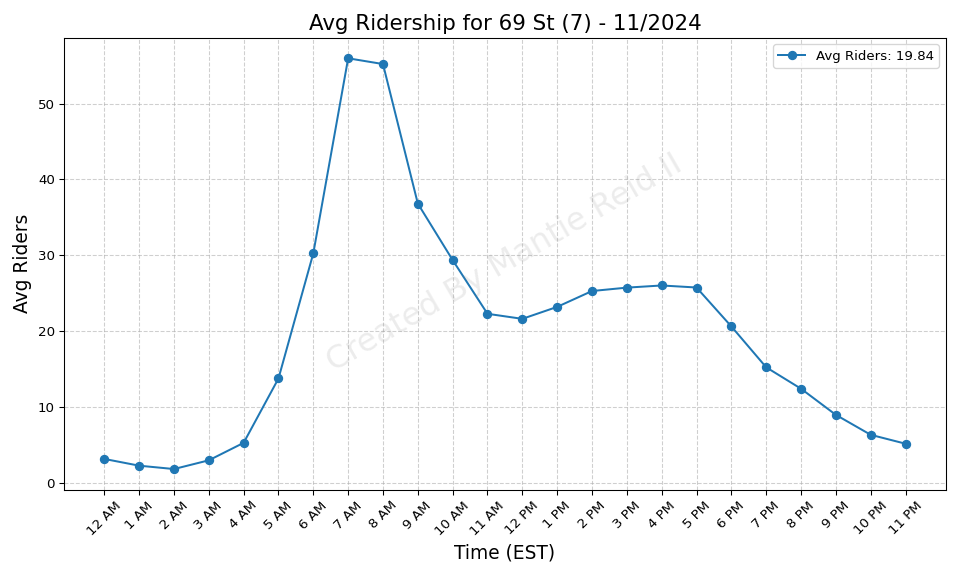 Avg Ridership for 69 St (7) - 11/2024
Avg Riders: 19.84
Avg Riders
50
40
30
20
10
0
Created By Mantie Reid II
12 AM
1 AM
2 AM
3 AM
4 AM
5 AM
6 AM
7 AM
8 AM
9 AM
10 AM
11 AM
12 PM
1 PM
2 PM
3 PM
4 PM
5 PM
6 PM
7 PM
8 PM
9 PM
10 PM
11 PM
Time (EST)